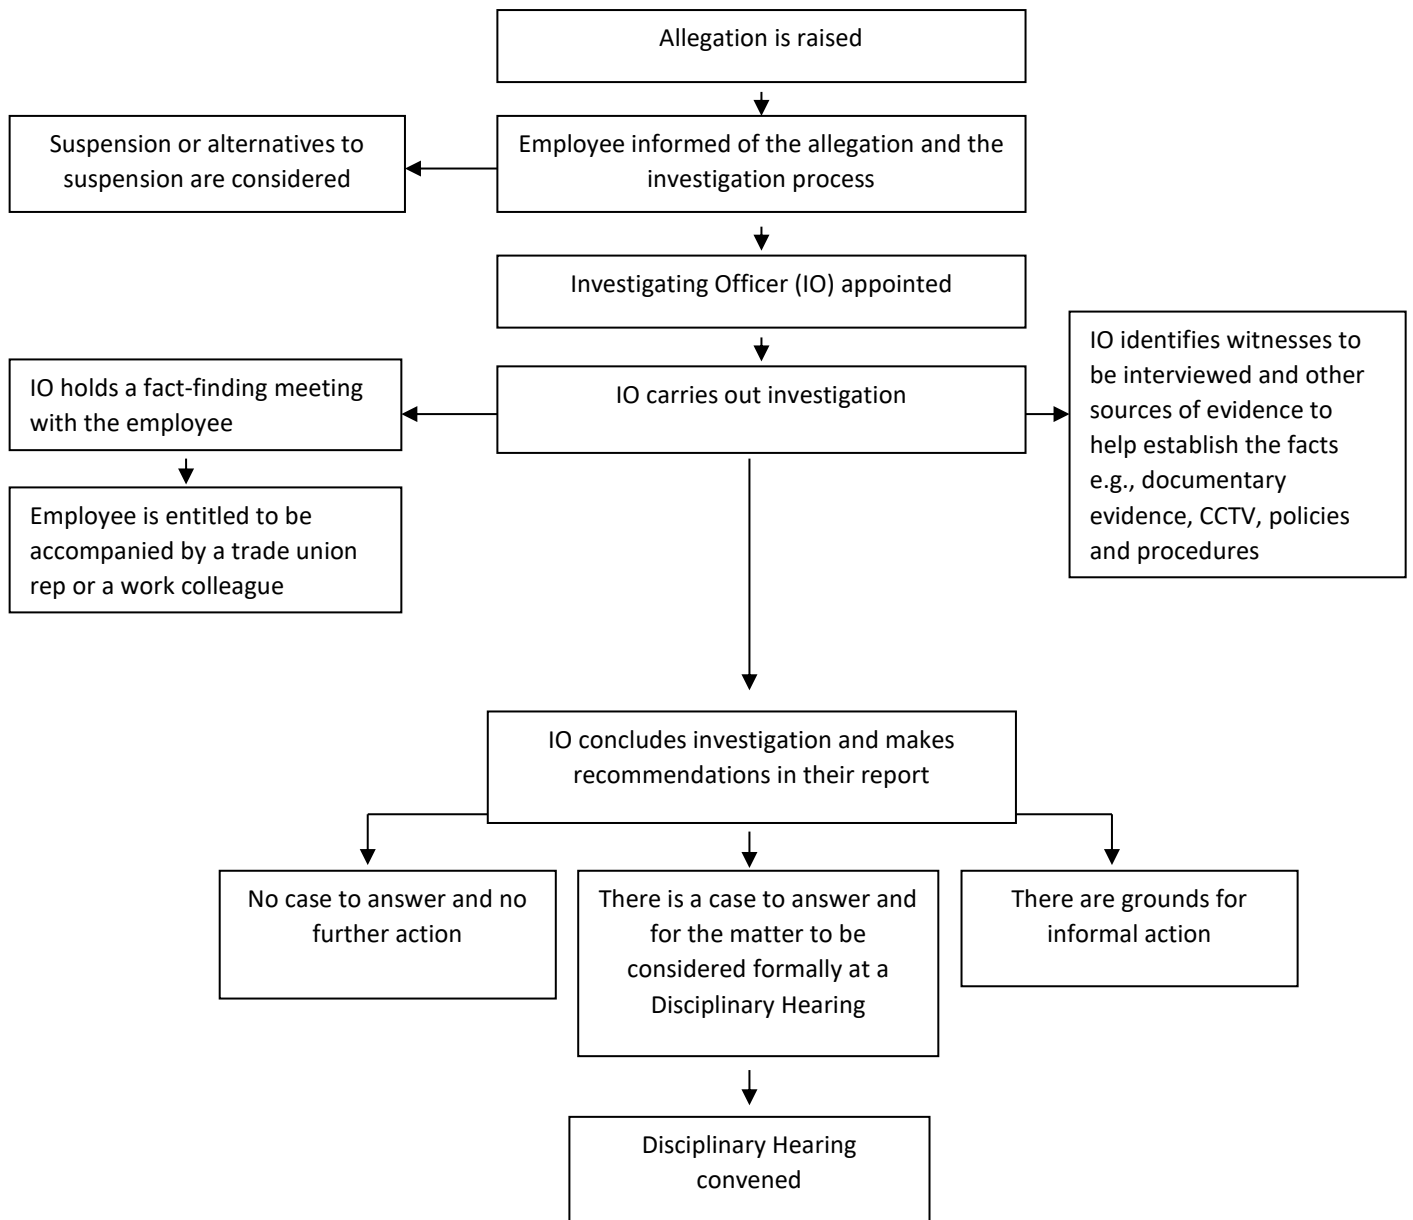 Allegation is raised
Suspension or alternatives to
suspension are considered
Employee informed of the allegation and the
investigation process
Investigating Officer (IO) appointed
IO holds a fact-finding meeting
with the employee
IO carries out investigation
IO identifies witnesses to
be interviewed and other
sources of evidence to
help establish the facts
e.g., documentary
evidence, CCTV, policies
and procedures
Employee is entitled to be
accompanied by a trade union
rep or a work colleague
IO concludes investigation and makes
recommendations in their report
No case to answer and no
further action
There is a case to answer and
for the matter to be
considered formally at a
Disciplinary Hearing
There are grounds for
informal action
Disciplinary Hearing
convened